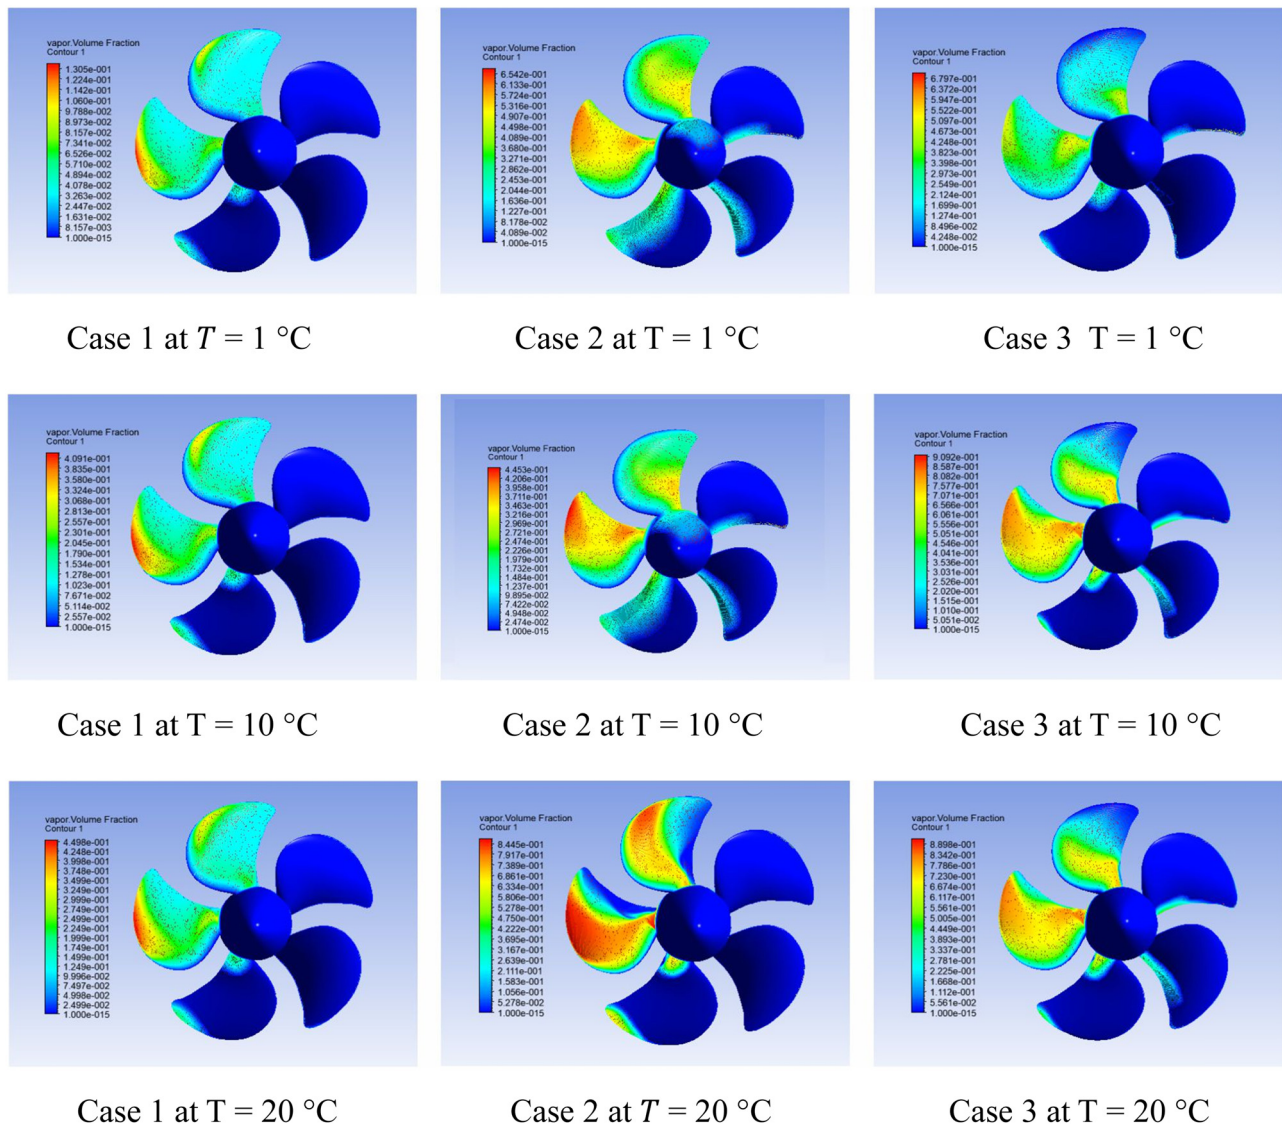 vapor.Volume Fraction
Contour 1
1.305e-001
1.224e-001
1.142e-001
1.060e-001
9.788e-002
8.973e-002
8.157e-002
7.341e-002
6.526e-002
5.710e-002
4.894e-002
4.078e-002
3.263e-002
2.447e-002
1.631e-002
8.157e-003
1.000e-015
vapor.Volume Fraction
Contour 1
6.542e-001
6.133e-001
5.724e-001
5.316e-001
4.907e-001
4.498e-001
4.089e-001
3.680e-001
3.271e-001
2.862e-001
2.453e-001
2.044e-001
1.636e-001
1.227e-001
8.178e-002
4.089e-002
1.000e-015
vapor.Volume Fraction
Contour 1
6.797e-001
6.372e-001
5.947e-001
5.522e-001
5.097e-001
4.673e-001
4.248e-001
3.823e-001
3.398e-001
2.973e-001
2.549e-001
2.124e-001
1.699e-001
1.274e-001
8.496e-002
4.248e-002
1.000e-015
Case 1 at T = 1 °C
Case 2 at T = 1 °C
Case 3 T = 1 °C
vapor.Volume Fraction
Contour 1
4.091e-001
3.835e-001
3.580e-001
3.324e-001
3.068e-001
2.813e-001
2.557e-001
2.301e-001
2.045e-001
1.790e-001
1.534e-001
1.278e-001
1.023e-001
7.671e-002
5.114e-002
2.557e-002
1.000e-015
vapor.Volume Fraction
Contour 1
4.453e-001
4.206e-001
3.958e-001
3.711e-001
3.463e-001
3.216e-001
2.969e-001
2.721e-001
2.474e-001
2.226e-001
1.979e-001
1.732e-001
1.484e-001
1.237e-001
9.895e-002
7.422e-002
4.948e-002
2.474e-002
1.000e-015
vapor.Volume Fraction
Contour 1
9.092e-001
8.587e-001
8.082e-001
7.577e-001
7.071e-001
6.566e-001
6.061e-001
5.556e-001
5.051e-001
4.546e-001
4.041e-001
3.536e-001
3.031e-001
2.526e-001
2.020e-001
1.515e-001
1.010e-001
5.051e-002
1.000e-015
Case 1 at T = 10 °C
Case 2 at T = 10 °C
Case 3 at T = 10 °C
vapor.Volume Fraction
Contour 1
4.498e-001
4.248e-001
3.998e-001
3.748e-001
3.499e-001
3.249e-001
2.999e-001
2.749e-001
2.499e-001
2.249e-001
1.999e-001
1.749e-001
1.499e-001
1.249e-001
9.996e-002
7.497e-002
4.998e-002
2.499e-002
1.000e-015
vapor.Volume Fraction
Contour 1
8.445e-001
7.917e-001
7.389e-001
6.861e-001
6.334e-001
5.806e-001
5.278e-001
4.750e-001
4.222e-001
3.695e-001
3.167e-001
2.639e-001
2.111e-001
1.583e-001
1.056e-001
5.278e-002
1.000e-015
vapor.Volume Fraction
Contour 1
8.898e-001
8.342e-001
7.786e-001
7.230e-001
6.674e-001
6.117e-001
5.561e-001
5.005e-001
4.449e-001
3.893e-001
3.337e-001
2.781e-001
2.225e-001
1.668e-001
1.112e-001
5.561e-002
1.000e-015
Case 1 at T = 20 °C
Case 2 at T = 20 °C
Case 3 at T = 20 °C